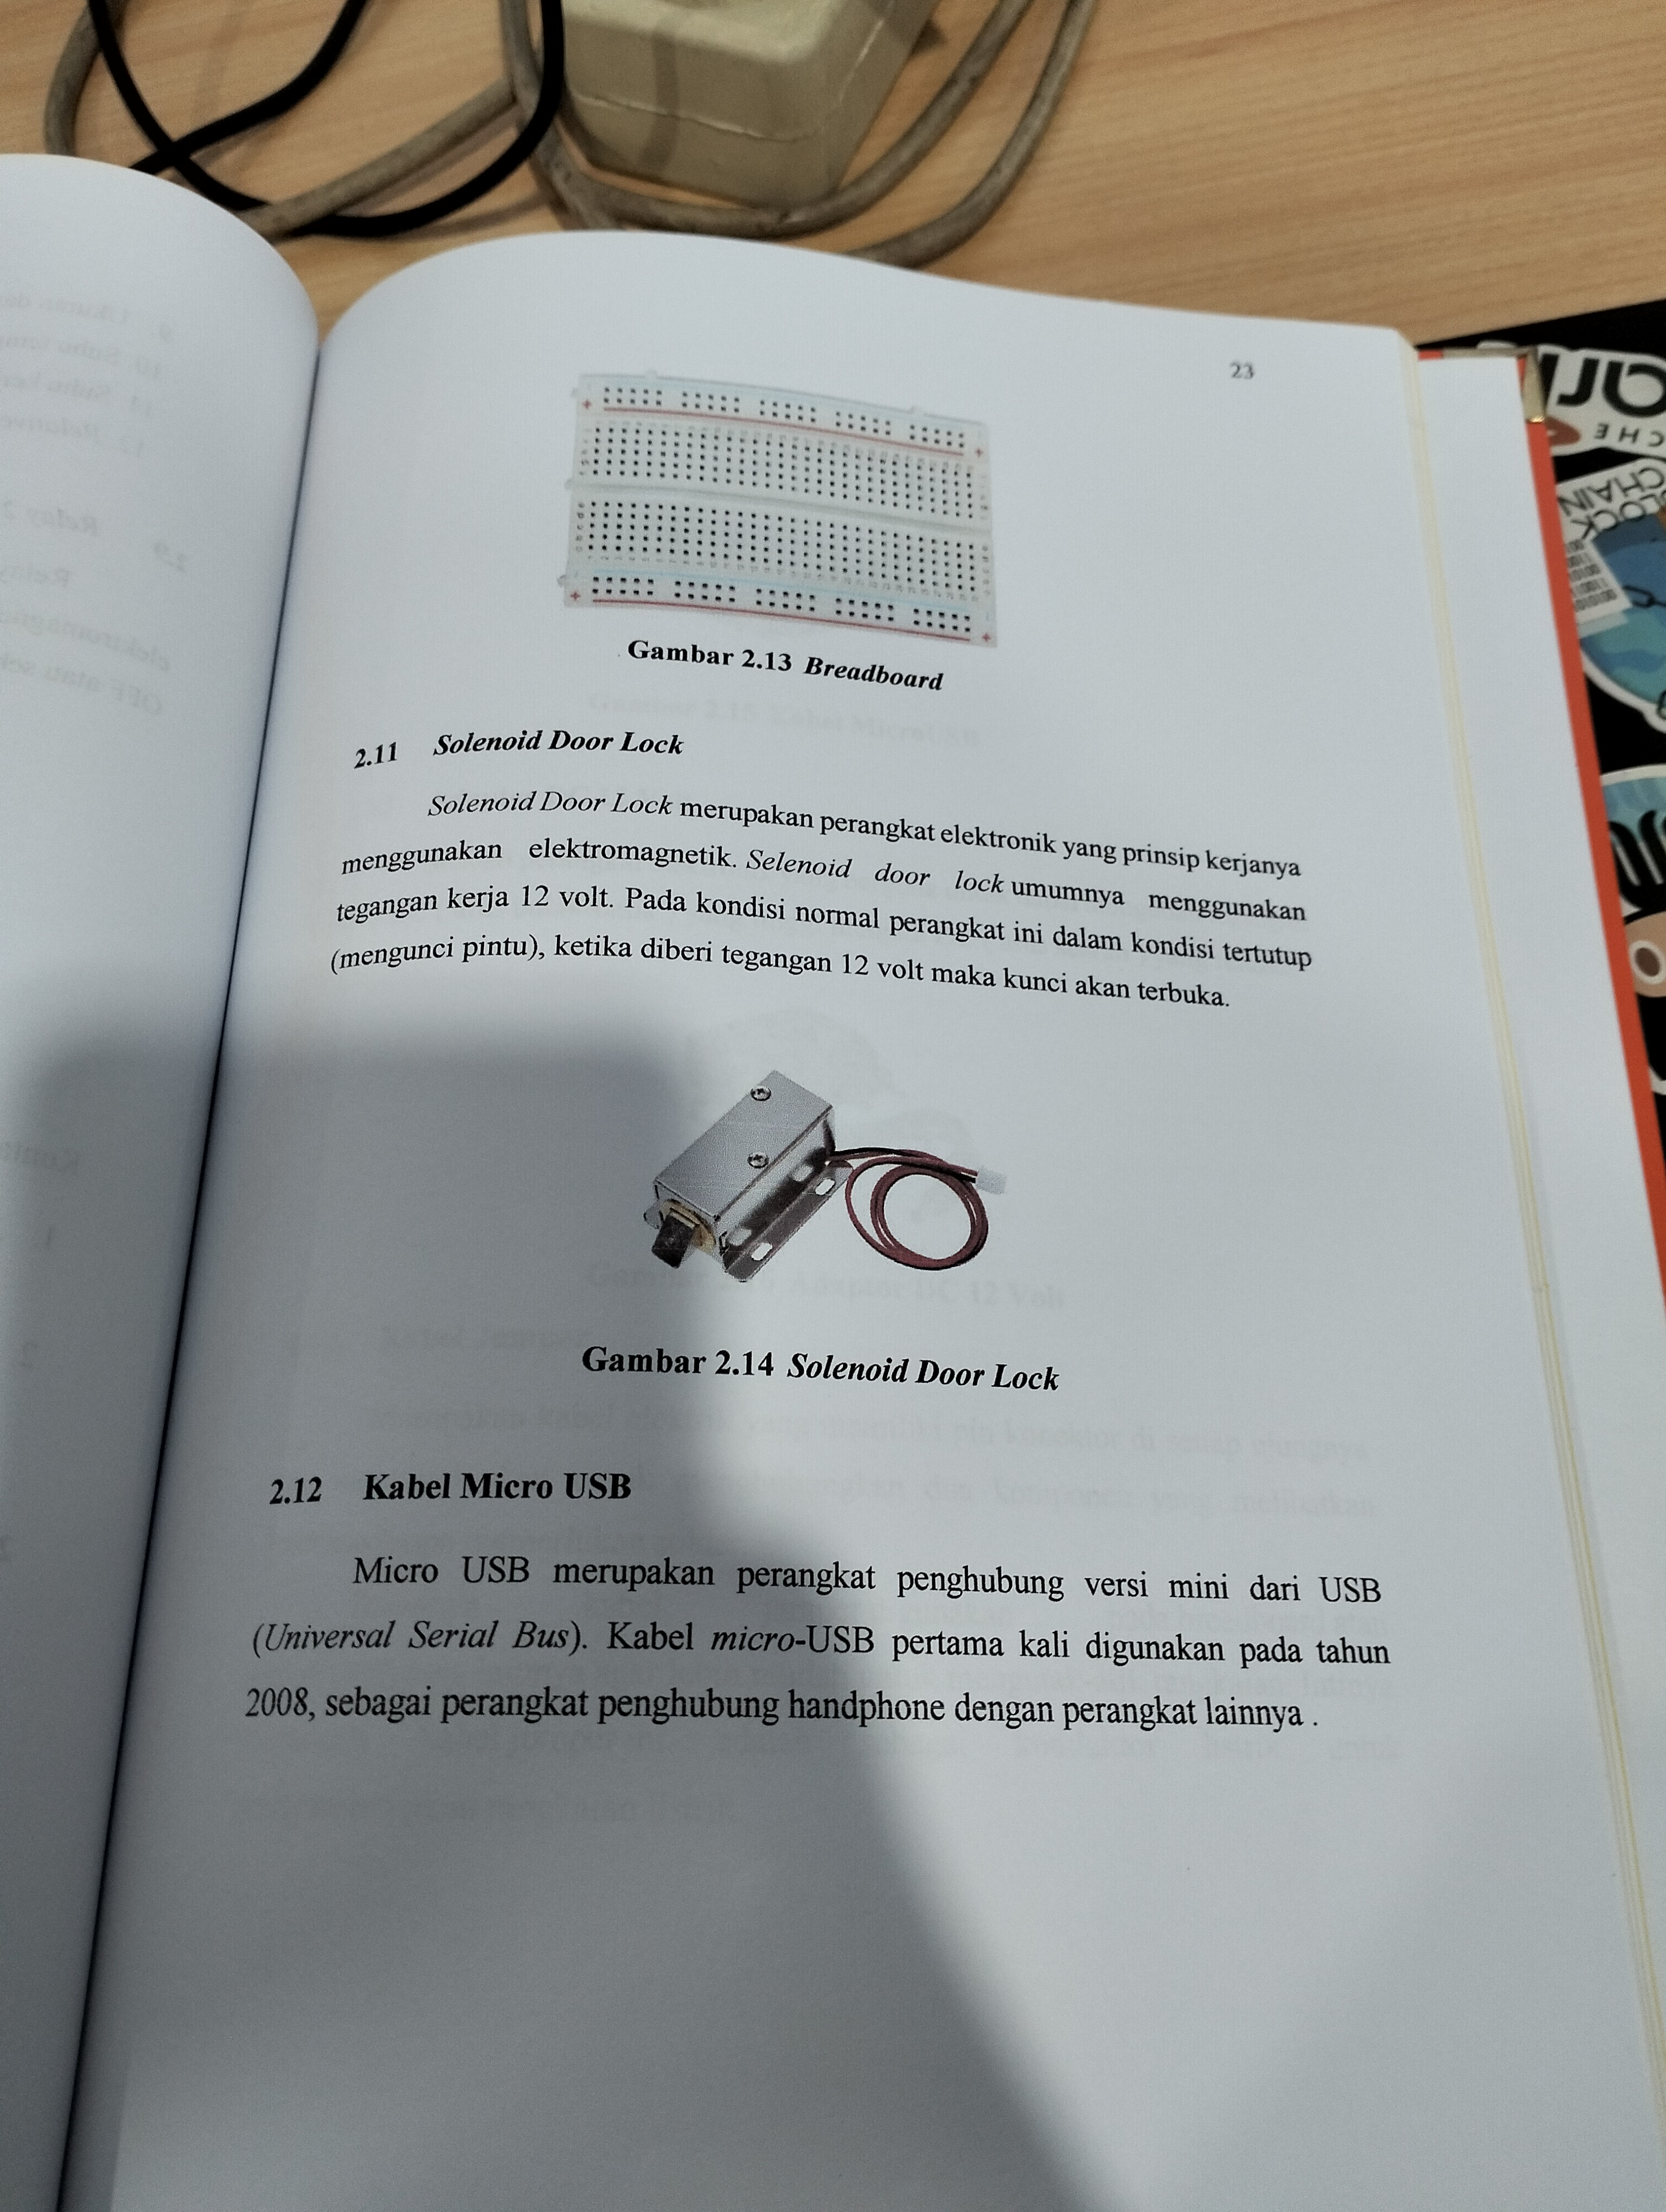 23
Gambar 2.13 Breadboard
2.11 Solenoid Door Lock
Solenoid Door Lock merupakan perangkat elektronik yang prinsip kerjanya
menggunakan elektromagnetik. Selenoid door lock umumnya menggunakan
tegangan kerja 12 volt. Pada kondisi normal perangkat ini dalam kondisi tertutup
(mengunci pintu), ketika diberi tegangan 12 volt maka kunci akan terbuka.
Gambar 2.14 Solenoid Door Lock
2.12 Kabel Micro USB
Micro USB merupakan perangkat penghubung versi mini dari USB
(Universal Serial Bus). Kabel micro-USB pertama kali digunakan pada tahun
2008, sebagai perangkat penghubung handphone dengan perangkat lainnya .